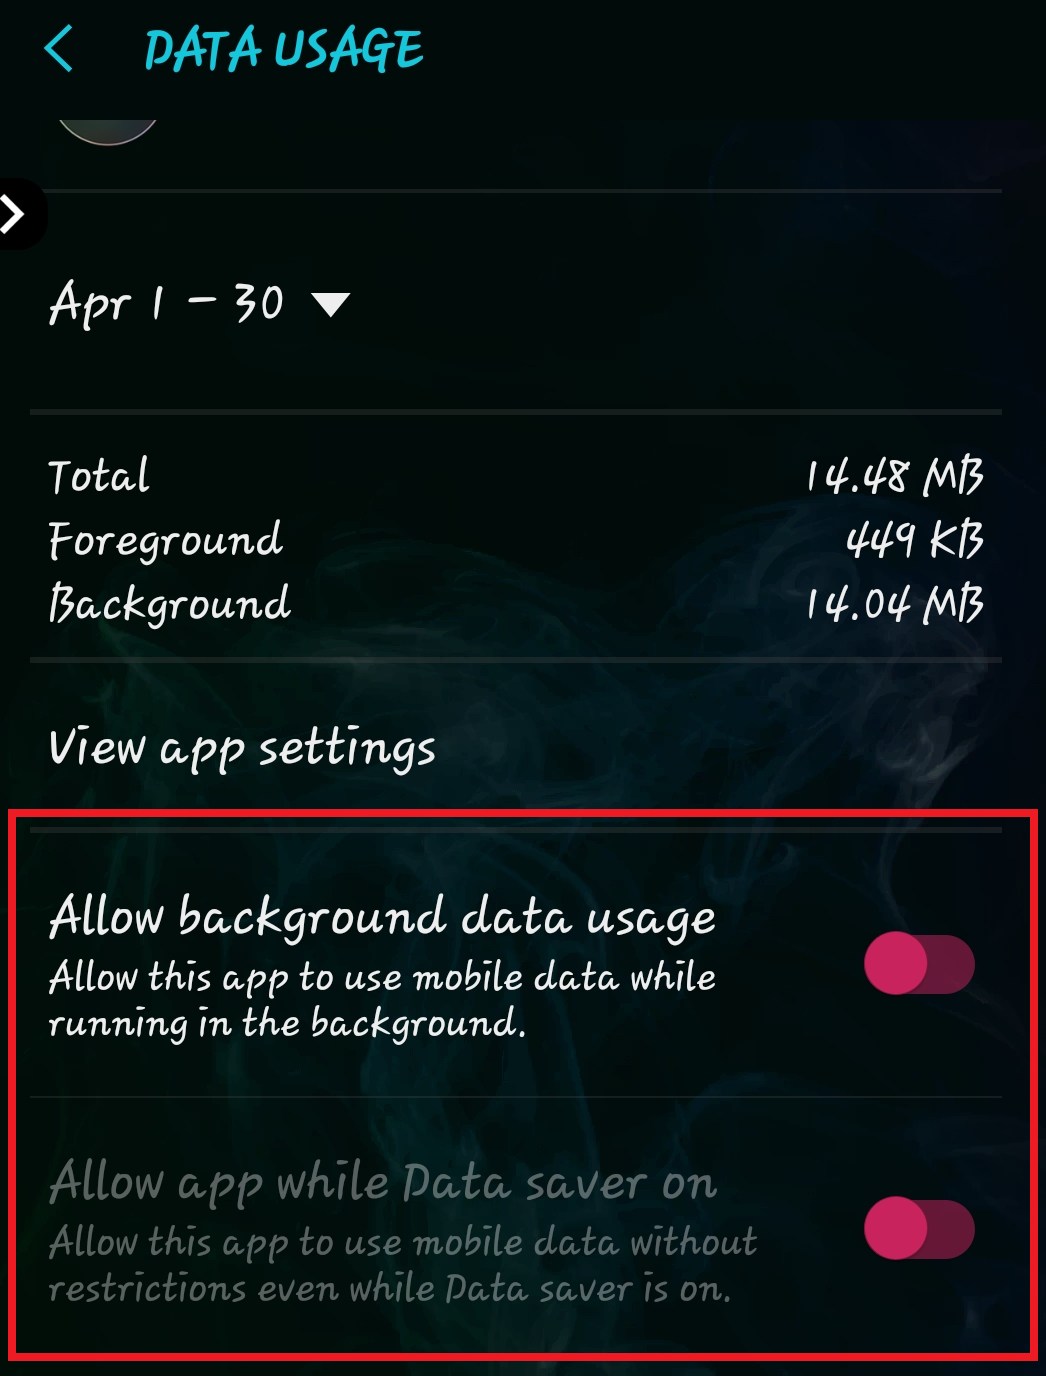 DATA USAGE
Apr 1 – 30
Total 14.48 MB
Foreground 449 KB
Background 14.04 MB
View app settings
Allow background data usage
Allow this app to use mobile data while
running in the background.
Allow app while Data saver on
Allow this app to use mobile data without
restrictions even while Data saver is on.